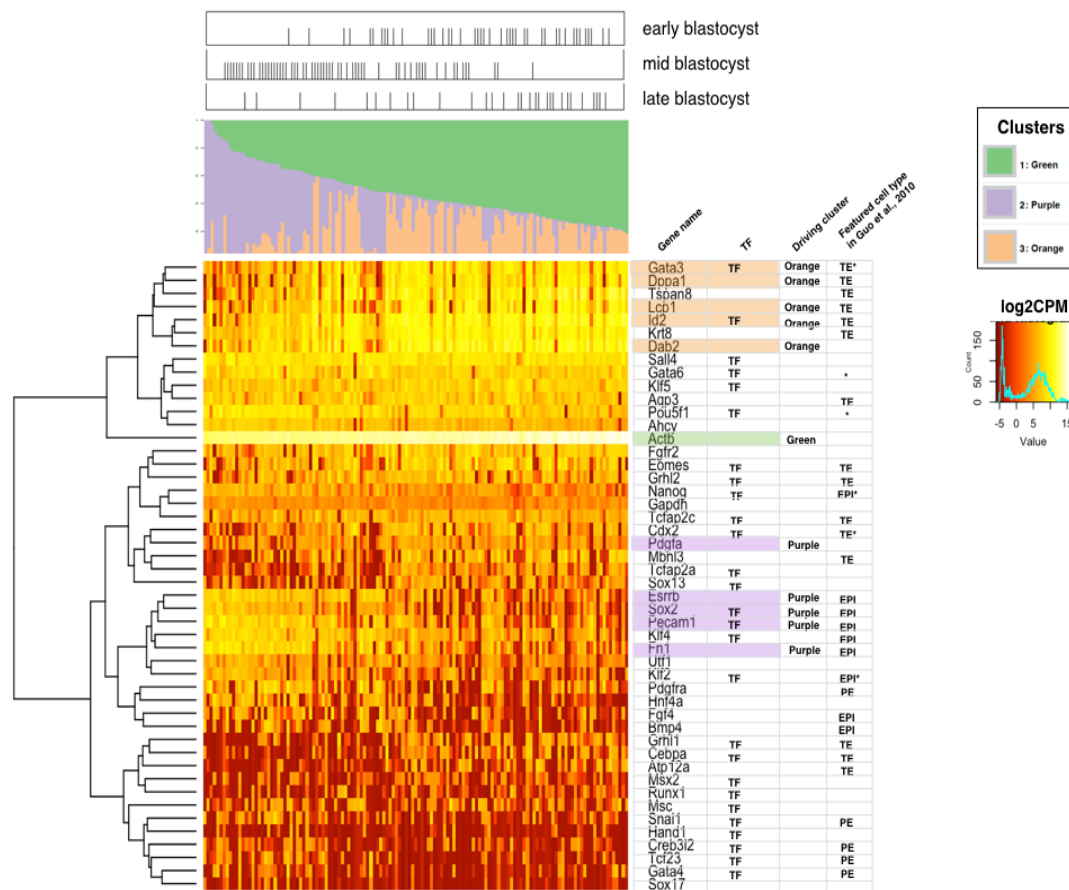 early blastocyst
mid blastocyst
late blastocyst
Clusters
1: Green
2: Purple
3: Orange
Gene name TF Driving cluster Featured cell type in Guo et al., 2010
Gata3 TF Orange TE*
Dppa1 Orange TE
Tspan8 TE
Lcp1 Orange TE
Id2 TF Orange TE
Krt8 TE
Dab2 Orange
Sall4 TF
Gata6 TF *
Klf5 TF
Aqp3 TE
Pou5f1 TF *
Ahcy
Actb Green
Fgfr2
Eomes TF TE
Grhl2 TF TE
Nanog TF EPI*
Gapdh
Tcfap2c TF TE
Cdx2 TF TE*
Pdgfa Purple
Mbnl3 TE
Tcfap2a TF
Sox13 TF
Esrrb Purple EPI
Sox2 TF Purple EPI
Pecam1 TF Purple EPI
Klf4 TF EPI
Fn1 Purple EPI
Utf1
Klf2 TF EPI*
Pdgfra PE
Hnf4a
Fgf4 EPI
Bmp4 EPI
Grhl1 TF TE
Cebpa TF TE
Atp12a TE
Msx2 TF
Runx1 TF
Msc TF
Snai1 TF PE
Hand1 TF
Creb3l2 TF PE
Tcf23 TF PE
Gata4 TF PE
Sox17
log2CPM
Count
0 50 150
-5 0 5 15
Value